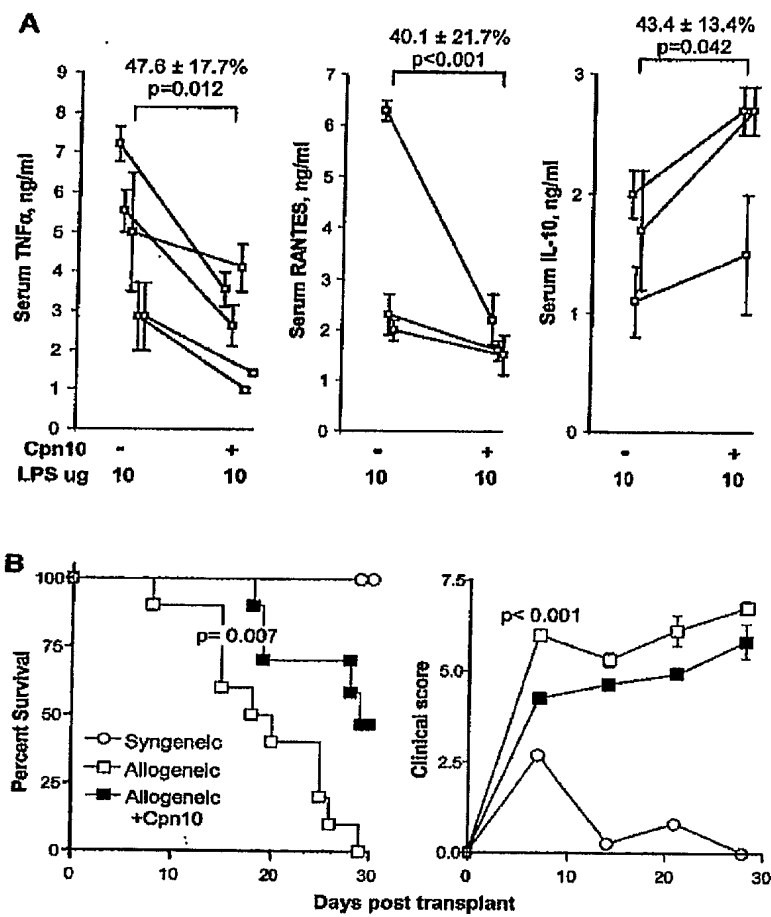 A
47.6 ± 17.7%
p=0.012
40.1 ± 21.7%
p<0.001
43.4 ± 13.4%
p=0.042
Serum TNFα, ng/ml
9
8
7
6
5
4
3
2
1
0
Serum RANTES, ng/ml
7
6
5
4
3
2
1
0
Serum IL-10, ng/ml
3
2
1
0
Cpn10 - + - + - +
LPS ug 10 10 10 10 10 10
B
Percent Survival
100
75
50
25
0
p= 0.007
Syngeneic
Allogeneic
Allogeneic
+Cpn10
0 10 20 30
Clinical score
7.5
5.0
2.5
0.0
p< 0.001
0 10 20 30
Days post transplant